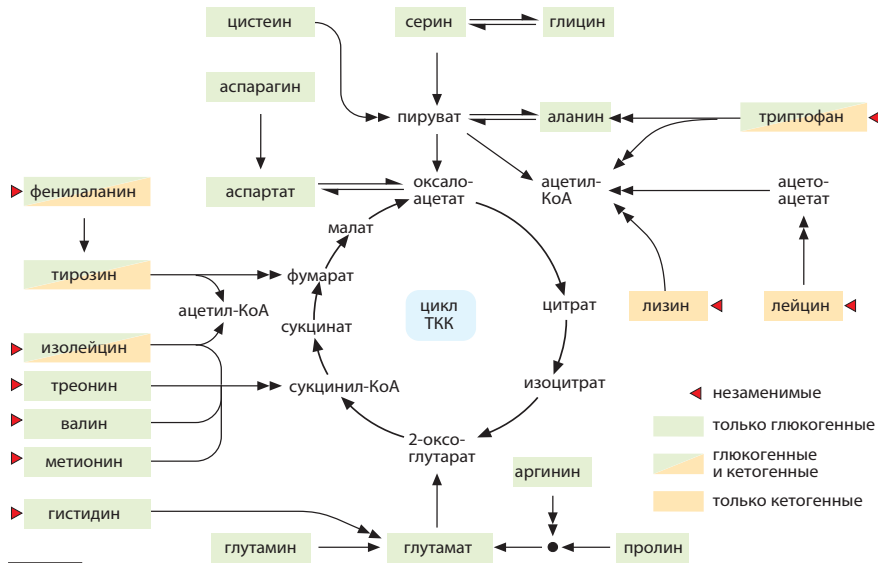 цистеин
серин
глицин
аспарагин
пируват
аланин
триптофан
фенилаланин
аспартат
оксало-
ацетат
ацетил-
КоА
ацето-
ацетат
малат
тирозин
фумарат
ацетил-КоА
цикл
ТКК
цитрат
лизин
лейцин
сукцинат
изолейцин
треонин
сукцинил-КоА
изоцитрат
валин
метионин
2-оксо-
глутарат
аргинин
незаменимые
только глюкогенные
глюкогенные
и кетогенные
только кетогенные
гистидин
глутамин
глутамат
пролин